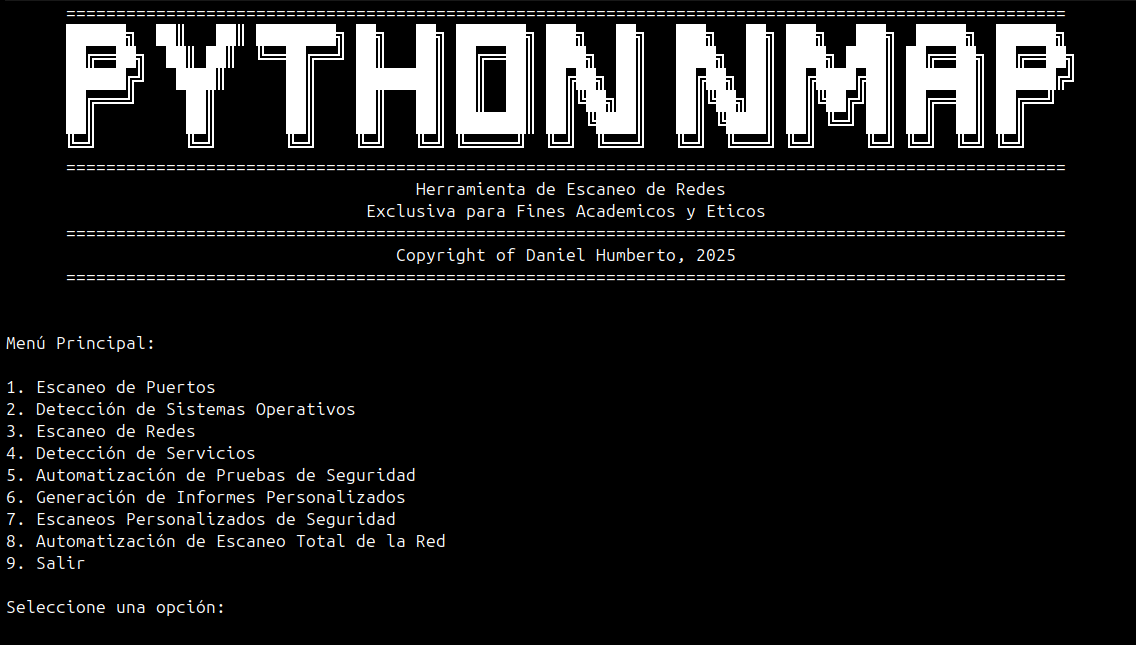 ====================================================================================================
PYTHON NMAP
====================================================================================================
Herramienta de Escaneo de Redes
Exclusiva para Fines Academicos y Eticos
====================================================================================================
Copyright of Daniel Humberto, 2025
====================================================================================================
Menú Principal:
1. Escaneo de Puertos
2. Detección de Sistemas Operativos
3. Escaneo de Redes
4. Detección de Servicios
5. Automatización de Pruebas de Seguridad
6. Generación de Informes Personalizados
7. Escaneos Personalizados de Seguridad
8. Automatización de Escaneo Total de la Red
9. Salir
Seleccione una opción: